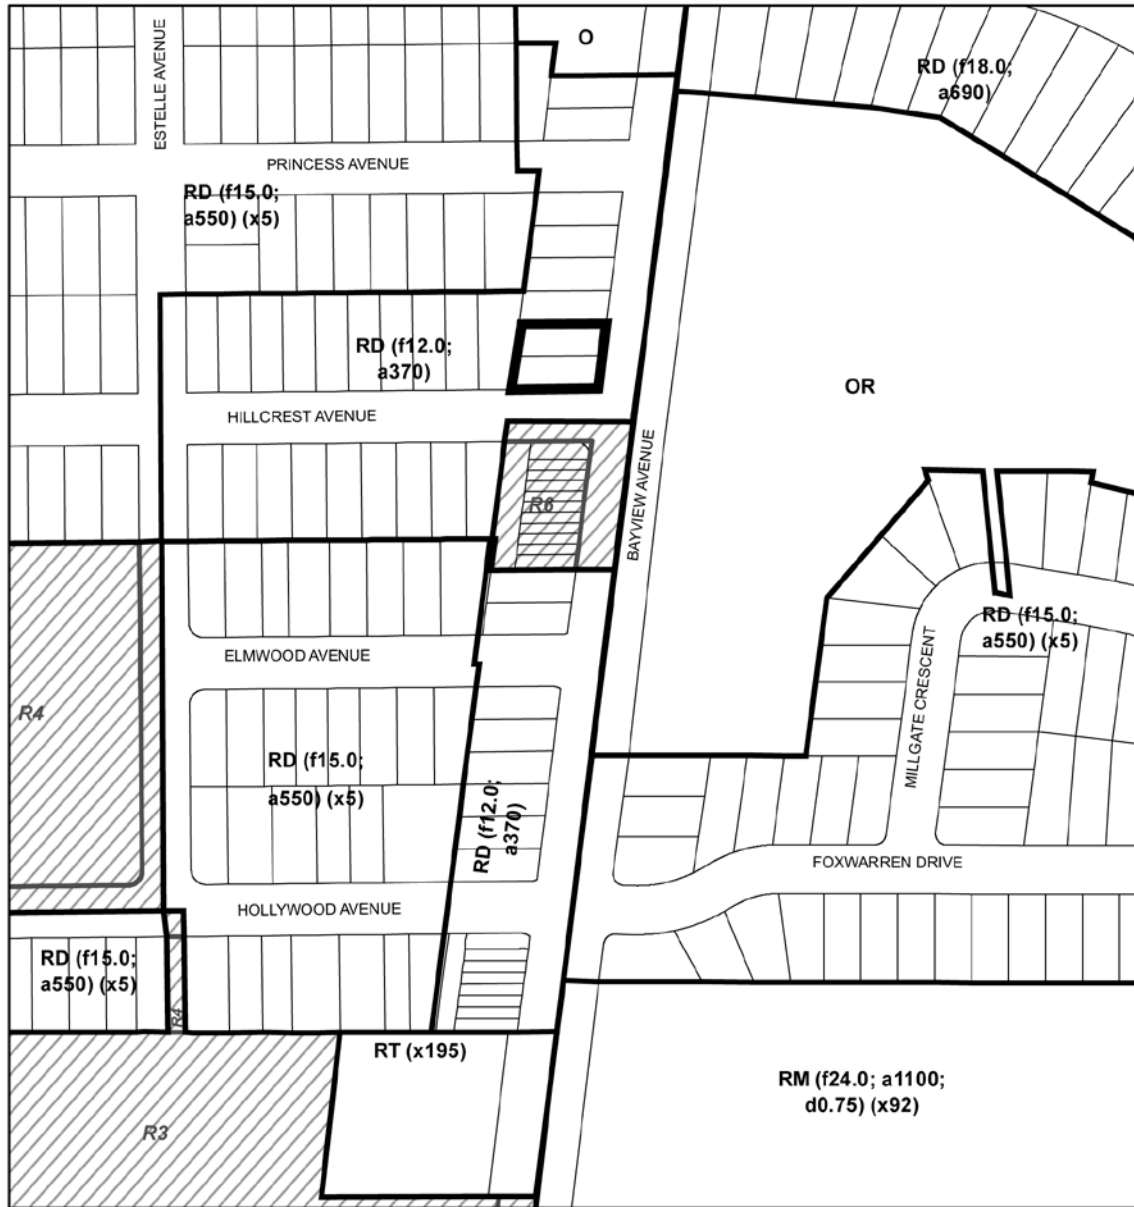 O
ESTELLE AVENUE
RD (f18.0;
a690)
PRINCESS AVENUE
RD (f15.0;
a550) (x5)
RD (f12.0;
a370)
OR
HILLCREST AVENUE
BAYVIEW AVENUE
R6
RD (f15.0;
a550) (x5)
ELMWOOD AVENUE
MILLGATE CRESCENT
R4
RD (f15.0;
a550) (x5)
RD (f12.0;
a370)
FOXWARREN DRIVE
HOLLYWOOD AVENUE
RD (f15.0;
a550) (x5)
R4
RT (x195)
RM (f24.0; a1100;
d0.75) (x92)
R3